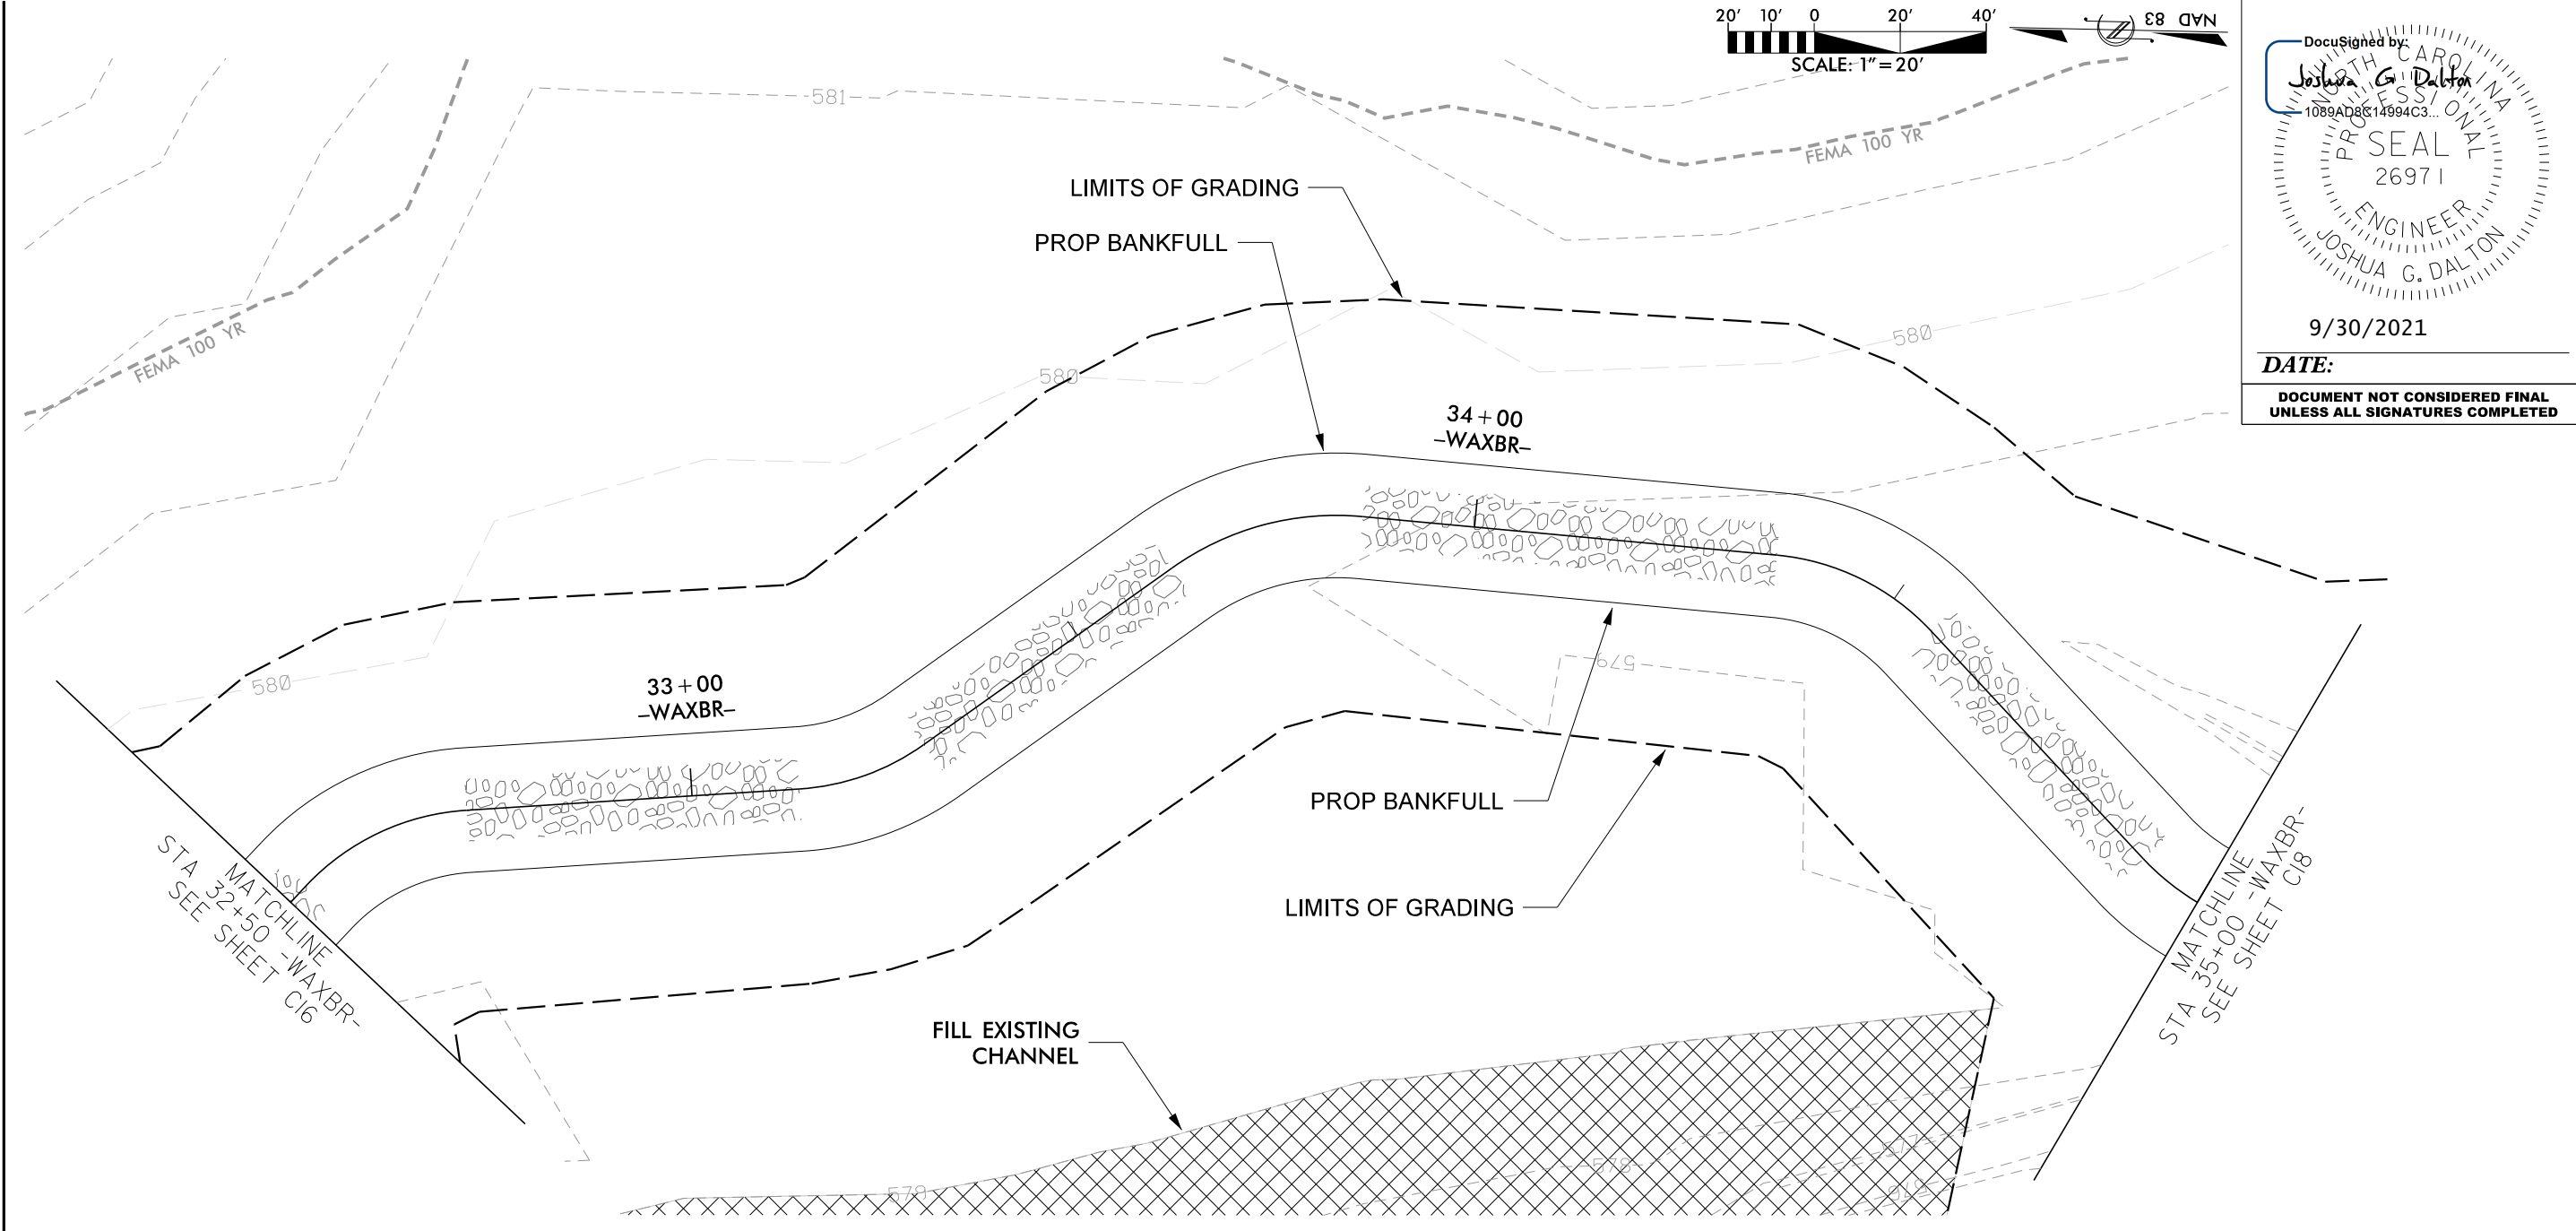 20' 10' 0 20' 40'
SCALE: 1"=20'
NAD 83
DocuSigned by:
Joshua G Dalton
1089AD8C14994C3...
NORTH CAROLINA
PROFESSIONAL
SEAL
26971
ENGINEER
JOSHUA G. DALTON
9/30/2021
DATE:
DOCUMENT NOT CONSIDERED FINAL
UNLESS ALL SIGNATURES COMPLETED
581
FEMA 100 YR
FEMA 100 YR
LIMITS OF GRADING
PROP BANKFULL
580
580
34+00
-WAXBR-
580
33+00
-WAXBR-
579
PROP BANKFULL
LIMITS OF GRADING
MATCHLINE
STA 32+50 -WAXBR-
SEE SHEET C16
MATCHLINE
STA 35+00 -WAXBR-
SEE SHEET C18
FILL EXISTING
CHANNEL
579
578
577
576